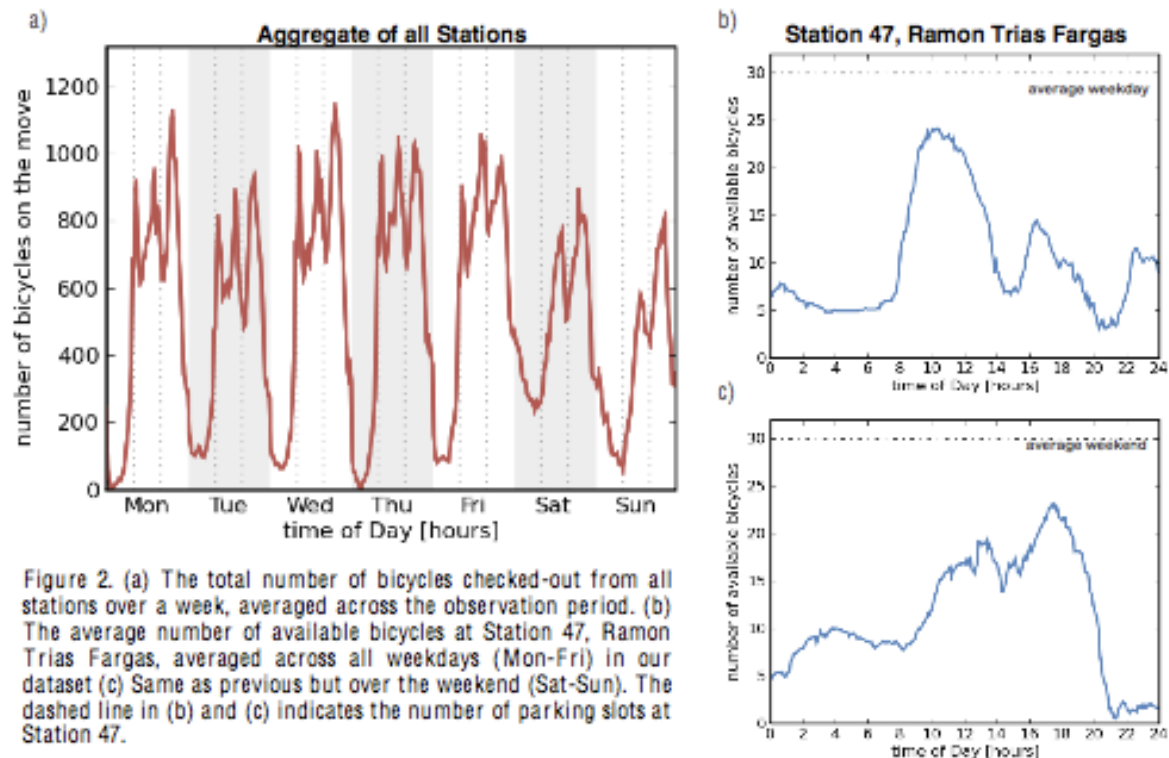 a)
Aggregate of all Stations
1200
1000
800
600
400
200
0
number of bicycles on the move
Mon Tue Wed Thu Fri Sat Sun
time of Day [hours]
Figure 2. (a) The total number of bicycles checked-out from all
stations over a week, averaged across the observation period. (b)
The average number of available bicycles at Station 47, Ramon
Trias Fargas, averaged across all weekdays (Mon-Fri) in our
dataset (c) Same as previous but over the weekend (Sat-Sun). The
dashed line in (b) and (c) indicates the number of parking slots at
Station 47.
b)
Station 47, Ramon Trias Fargas
average weekday
30
25
20
15
10
5
0
number of available bicycles
0 2 4 6 8 10 12 14 16 18 20 22 24
time of Day [hours]
c)
average weekend
30
25
20
15
10
5
0
number of available bicycles
0 2 4 6 8 10 12 14 16 18 20 22 24
time of Day [hours]